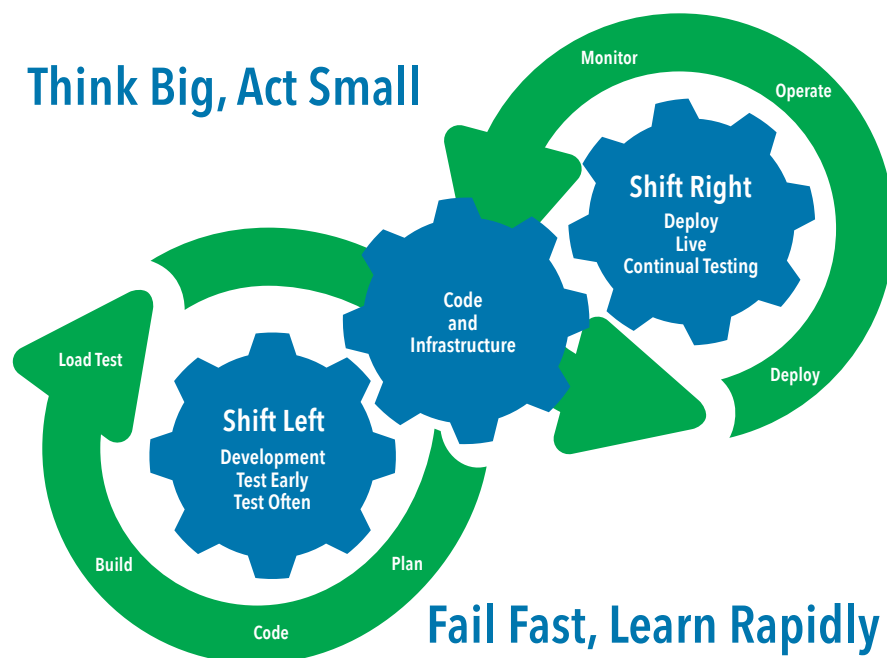 Think Big, Act Small
Monitor
Operate
Shift Right
Deploy
Live
Continual Testing
Deploy
Code
and
Infrastructure
Load Test
Shift Left
Development
Test Early
Test Often
Build
Plan
Code
Fail Fast, Learn Rapidly